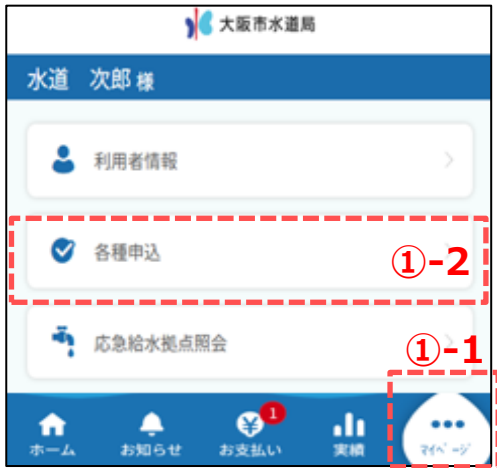 大阪市水道局
水道 次郎 様
利用者情報
各種申込
①-2
応急給水拠点照会
①-1
1
ホーム
お知らせ
お支払い
実績
マイページ